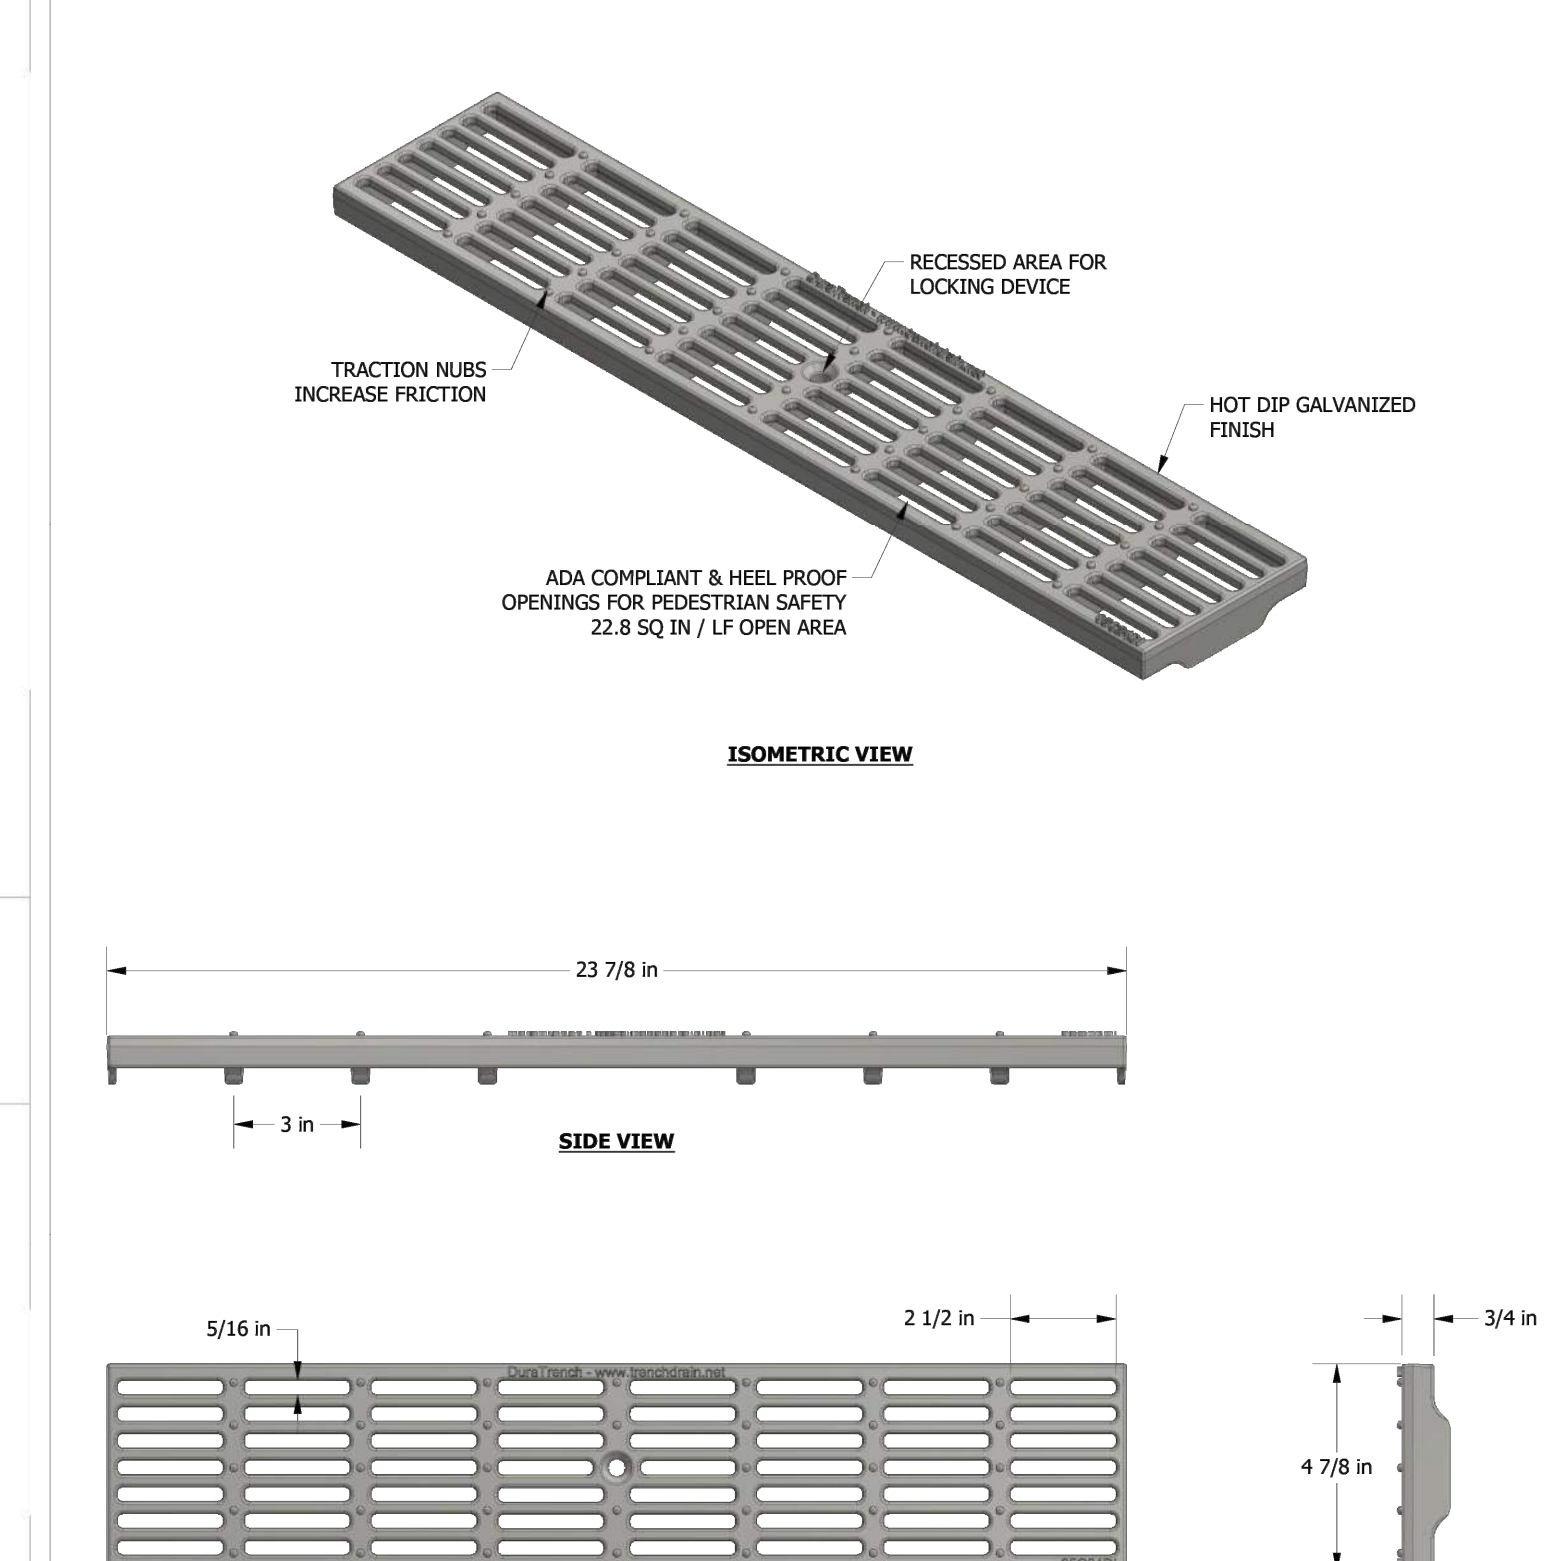 RECESSED AREA FOR
LOCKING DEVICE
TRACTION NUBS
INCREASE FRICTION
HOT DIP GALVANIZED
FINISH
ADA COMPLIANT & HEEL PROOF
OPENINGS FOR PEDESTRIAN SAFETY
22.8 SQ IN / LF OPEN AREA
ISOMETRIC VIEW
23 7/8 in
3 in
SIDE VIEW
5/16 in
2 1/2 in
3/4 in
DuraTrench - www.trenchdrain.net
4 7/8 in